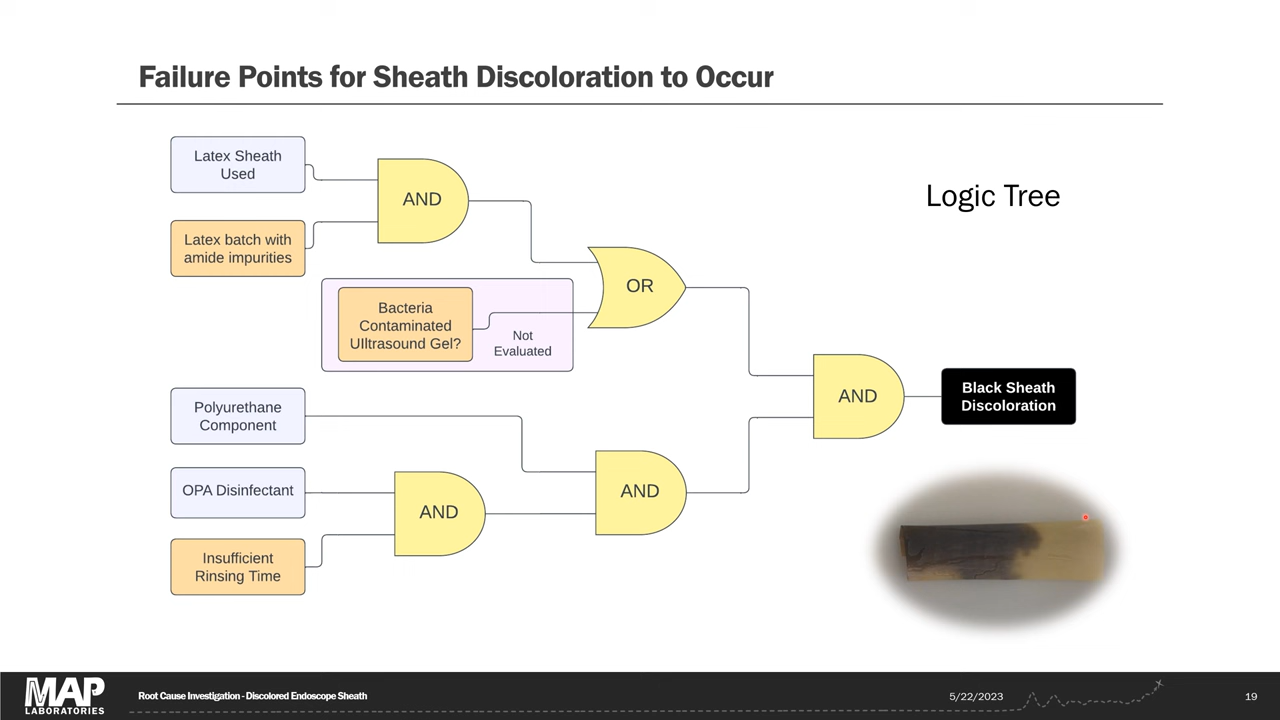 Failure Points for Sheath Discoloration to Occur
Latex Sheath
Used
AND
Latex batch with
amide impurities
Logic Tree
OR
Bacteria
Contaminated
UIltrasound Gel?
Not
Evaluated
AND
Black Sheath
Discoloration
Polyurethane
Component
AND
OPA Disinfectant
AND
Insufficient
Rinsing Time
MAP
LABORATORIES
Root Cause Investigation - Discolored Endoscope Sheath
5/22/2023
19